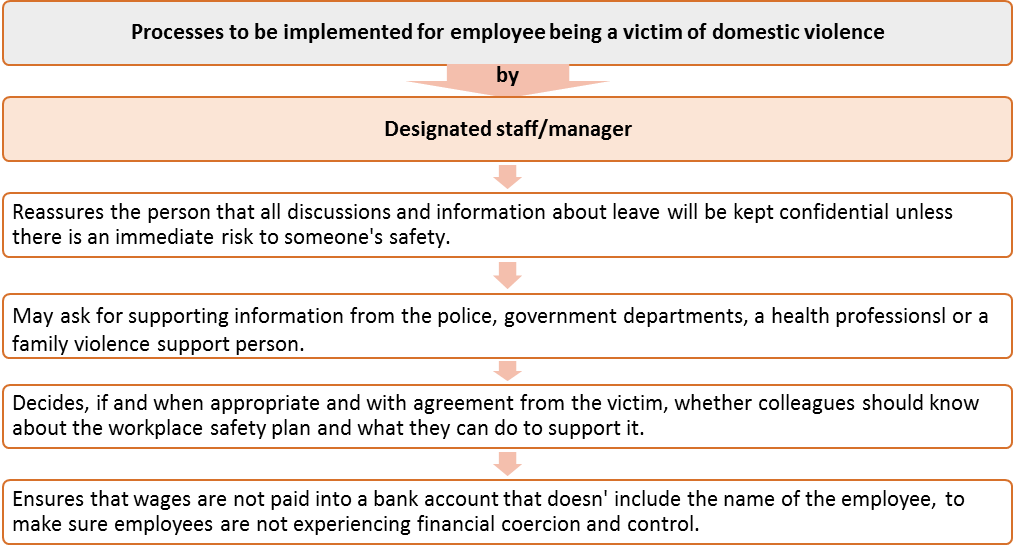 Processes to be implemented for employee being a victim of domestic violence
by
Designated staff/manager
Reassures the person that all discussions and information about leave will be kept confidential unless
there is an immediate risk to someone's safety.
May ask for supporting information from the police, government departments, a health professionsl or a
family violence support person.
Decides, if and when appropriate and with agreement from the victim, whether colleagues should know
about the workplace safety plan and what they can do to support it.
Ensures that wages are not paid into a bank account that doesn' include the name of the employee, to
make sure employees are not experiencing financial coercion and control.